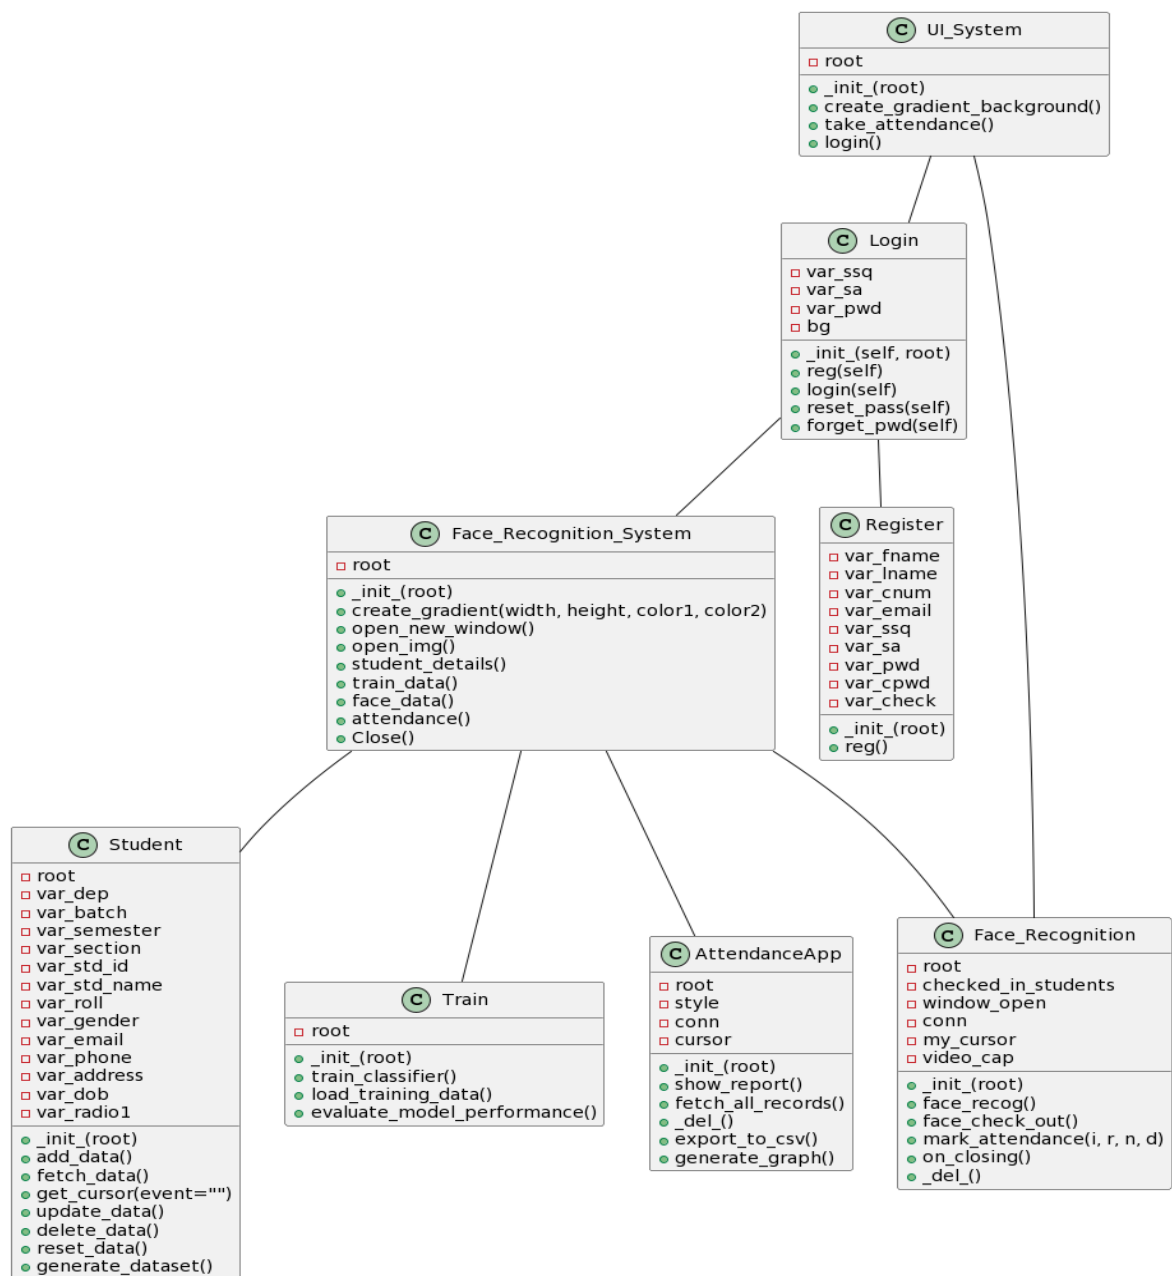 C UI_System
root
_init_(root)
create_gradient_background()
take_attendance()
login()
C Login
var_ssq
var_sa
var_pwd
bg
_init_(self, root)
reg(self)
login(self)
reset_pass(self)
forget_pwd(self)
C Face_Recognition_System
root
_init_(root)
create_gradient(width, height, color1, color2)
open_new_window()
open_img()
student_details()
train_data()
face_data()
attendance()
Close()
C Register
var_fname
var_lname
var_cnum
var_email
var_ssq
var_sa
var_pwd
var_cpwd
var_check
_init_(root)
reg()
C Student
root
var_dep
var_batch
var_semester
var_section
var_std_id
var_std_name
var_roll
var_gender
var_email
var_phone
var_address
var_dob
var_radio1
_init_(root)
add_data()
fetch_data()
get_cursor(event="")
update_data()
delete_data()
reset_data()
generate_dataset()
C Train
root
_init_(root)
train_classifier()
load_training_data()
evaluate_model_performance()
C AttendanceApp
root
style
conn
cursor
_init_(root)
show_report()
fetch_all_records()
_del_()
export_to_csv()
generate_graph()
C Face_Recognition
root
checked_in_students
window_open
conn
my_cursor
video_cap
_init_(root)
face_recog()
face_check_out()
mark_attendance(i, r, n, d)
on_closing()
_del_()